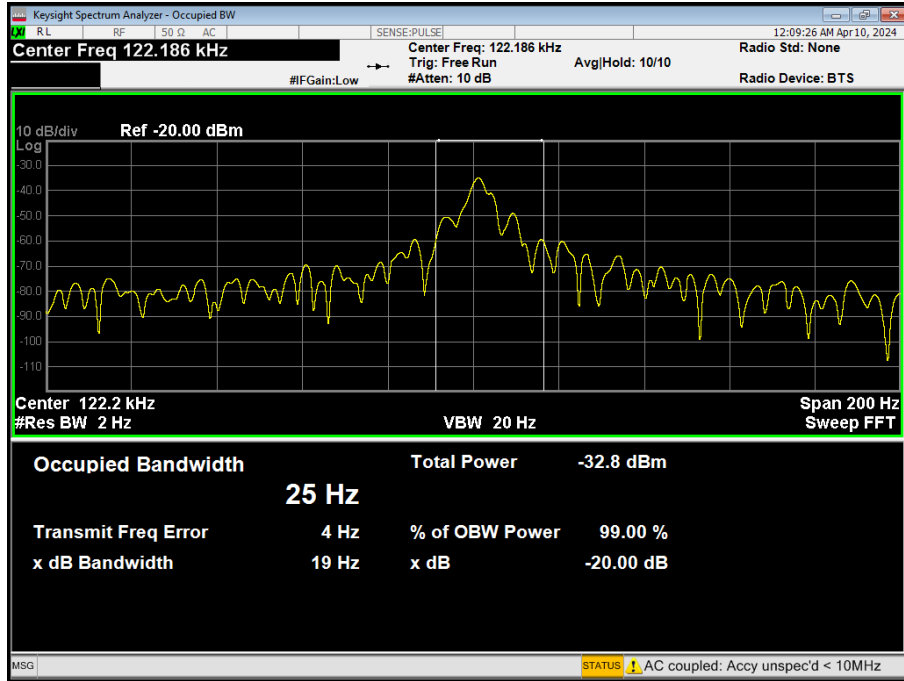 Keysight Spectrum Analyzer - Occupied BW
LXI RL RF 50 Ω AC SENSE:PULSE 12:09:26 AM Apr 10, 2024
Center Freq 122.186 kHz
Center Freq: 122.186 kHz Radio Std: None
Trig: Free Run Avg|Hold: 10/10
#IFGain:Low #Atten: 10 dB Radio Device: BTS
10 dB/div Ref -20.00 dBm
Log
-30.0
-40.0
-50.0
-60.0
-70.0
-80.0
-90.0
-100
-110
Center 122.2 kHz Span 200 Hz
#Res BW 2 Hz VBW 20 Hz Sweep FFT
Occupied Bandwidth Total Power -32.8 dBm
25 Hz
Transmit Freq Error 4 Hz % of OBW Power 99.00 %
x dB Bandwidth 19 Hz x dB -20.00 dB
MSG STATUS AC coupled: Accy unspec'd < 10MHz